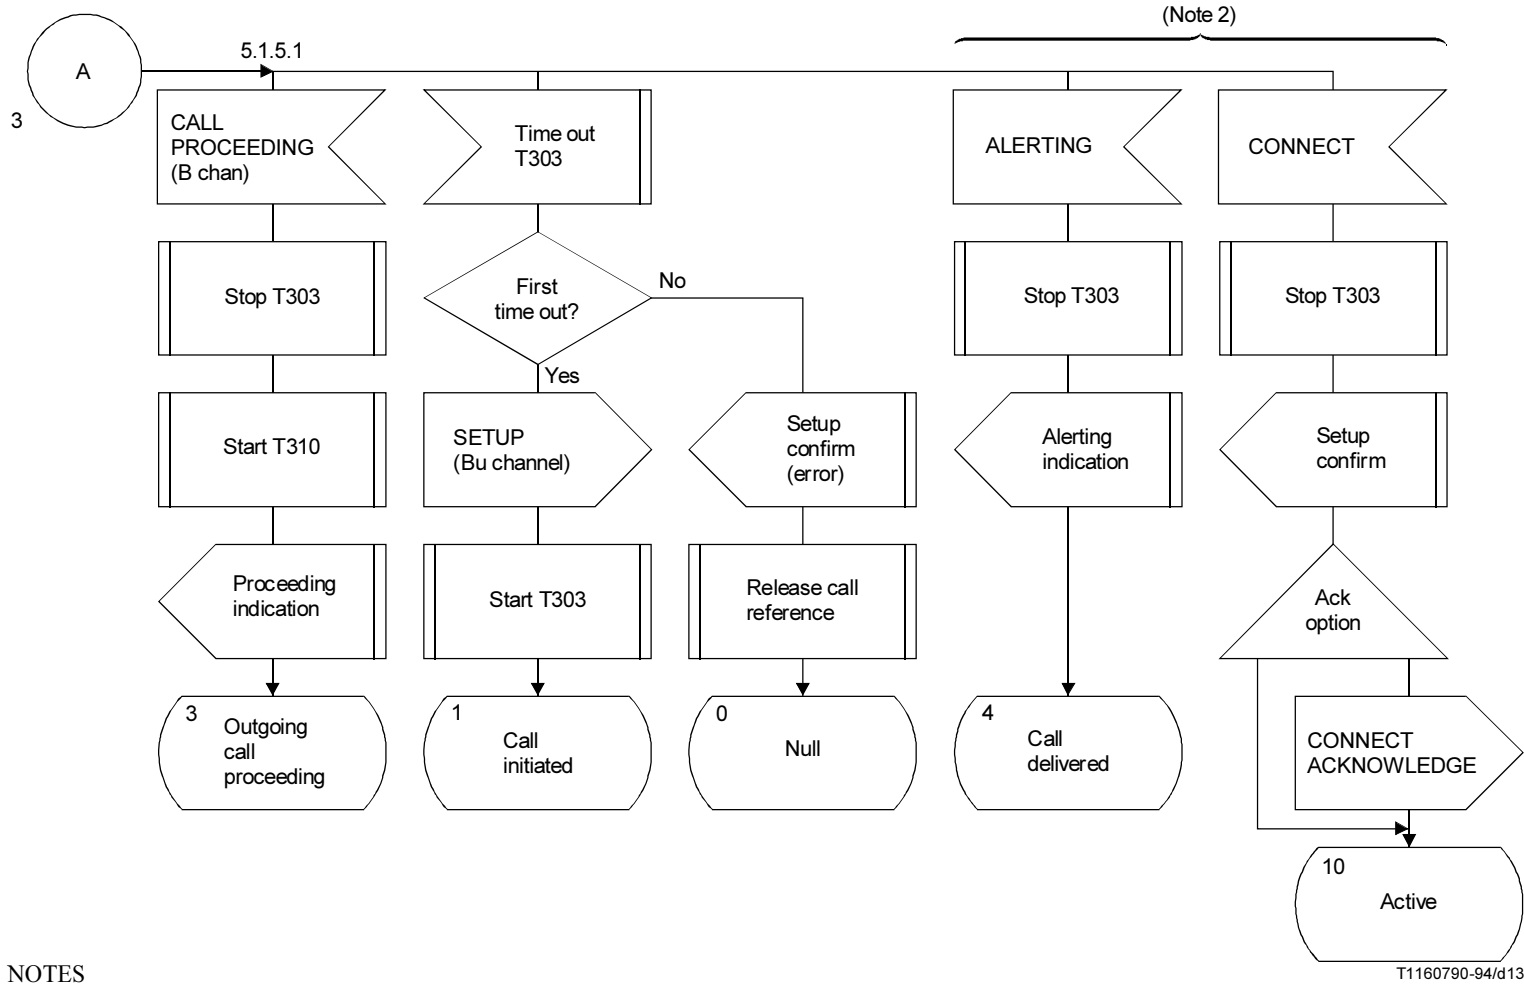 (Note 2)
5.1.5.1
A
3
CALL
PROCEEDING
(B chan)
Time out
T303
ALERTING
CONNECT
Stop T303
First
time out?
No
Yes
Stop T303
Stop T303
Start T310
SETUP
(Bu channel)
Setup
confirm
(error)
Alerting
indication
Setup
confirm
Proceeding
indication
Start T303
Release call
reference
Ack
option
3
Outgoing
call
proceeding
1
Call
initiated
0
Null
4
Call
delivered
CONNECT
ACKNOWLEDGE
10
Active
NOTES
T1160790-94/d13